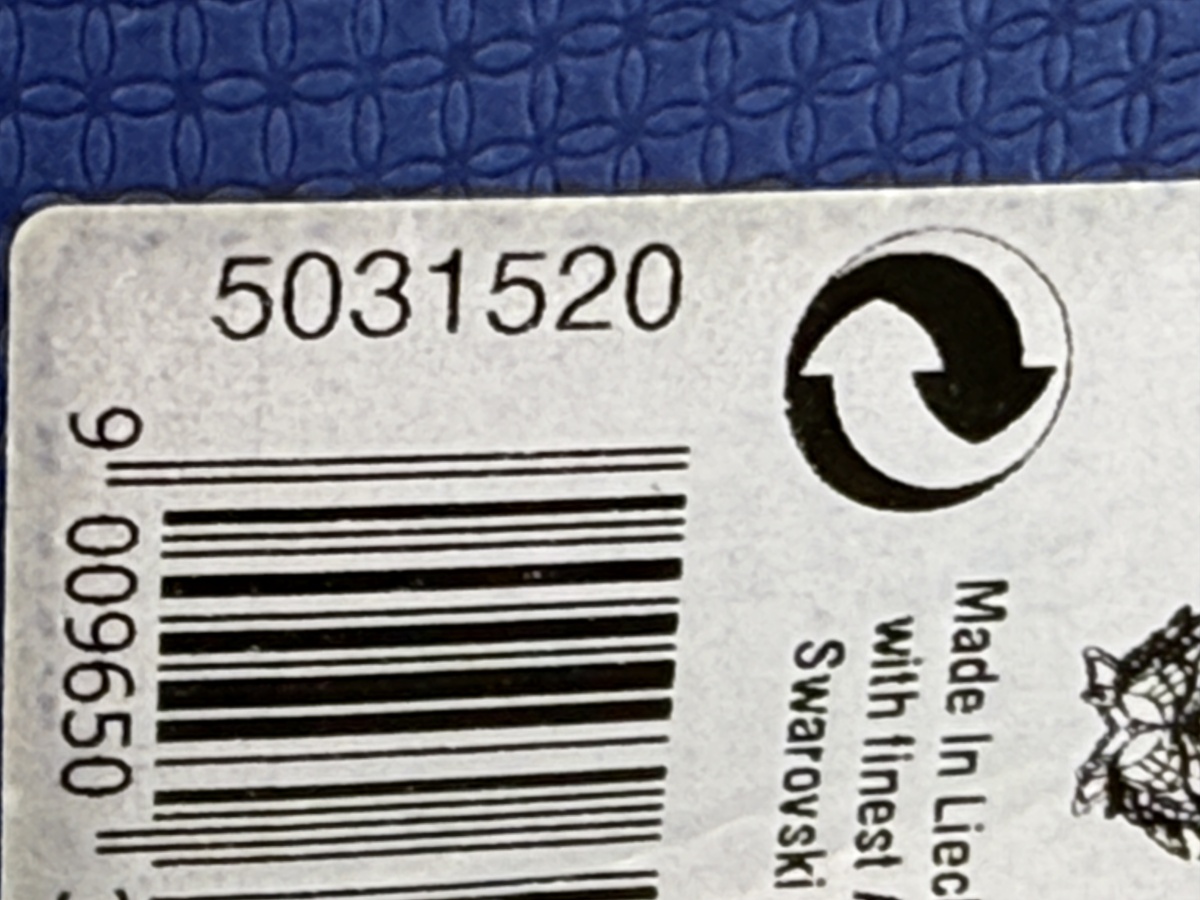 5031520
9 009650
Made In Liec
with finest
Swarovski